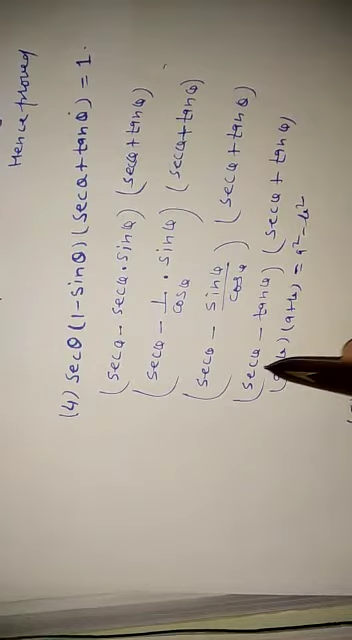 Hence proved
(4) secθ(1-sinθ)(secθ+tanθ)=1.
(secθ - secθ.sinθ)(secθ+tanθ)
(secθ - 1/cosθ . sinθ)(secθ+tanθ)
(secθ - sinθ/cosθ)(secθ+tanθ)
(secθ - tanθ)(secθ+tanθ)
(a+b) = a²-b²